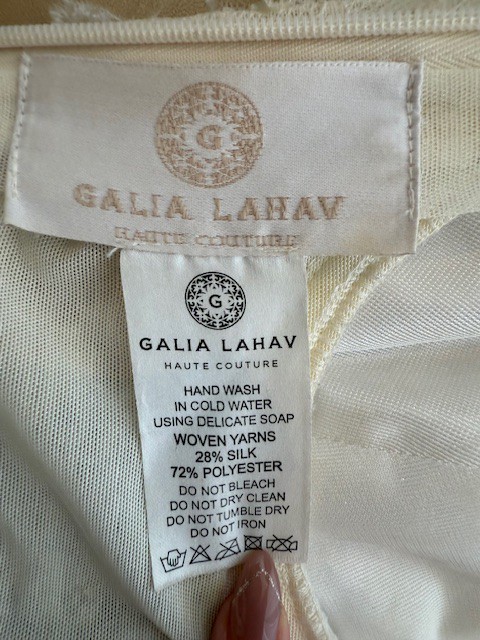 G
GALIA LAHAV
HAUTE COUTURE
G
GALIA LAHAV
HAUTE COUTURE
HAND WASH
IN COLD WATER
USING DELICATE SOAP
WOVEN YARNS
28% SILK
72% POLYESTER
DO NOT BLEACH
DO NOT DRY CLEAN
DO NOT TUMBLE DRY
DO NOT IRON